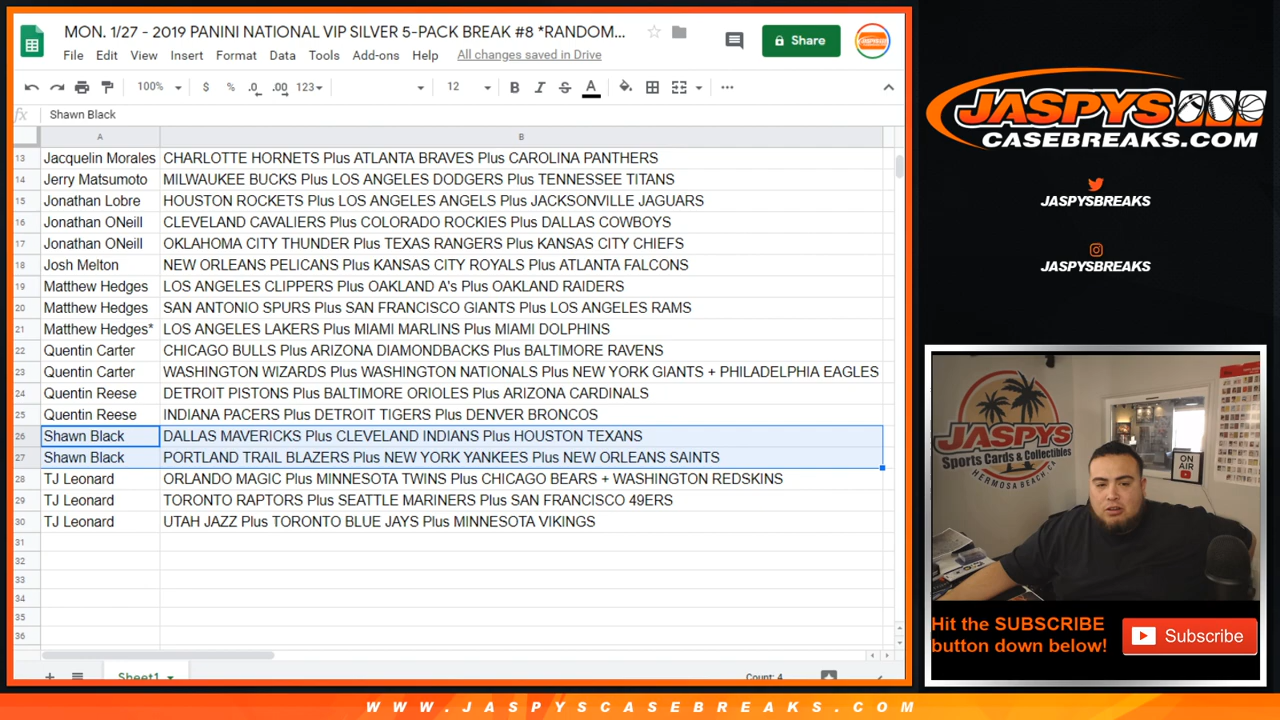 MON. 1/27 - 2019 PANINI NATIONAL VIP SILVER 5-PACK BREAK #8 *RANDOM...
File Edit View Insert Format Data Tools Add-ons Help All changes saved in Drive
Share
100% $ % .0 .00 123 12 B I S A
fx Shawn Black
A B
13 Jacquelin Morales CHARLOTTE HORNETS Plus ATLANTA BRAVES Plus CAROLINA PANTHERS
14 Jerry Matsumoto MILWAUKEE BUCKS Plus LOS ANGELES DODGERS Plus TENNESSEE TITANS
15 Jonathan Lobre HOUSTON ROCKETS Plus LOS ANGELES ANGELS Plus JACKSONVILLE JAGUARS
16 Jonathan ONeill CLEVELAND CAVALIERS Plus COLORADO ROCKIES Plus DALLAS COWBOYS
17 Jonathan ONeill OKLAHOMA CITY THUNDER Plus TEXAS RANGERS Plus KANSAS CITY CHIEFS
18 Josh Melton NEW ORLEANS PELICANS Plus KANSAS CITY ROYALS Plus ATLANTA FALCONS
19 Matthew Hedges LOS ANGELES CLIPPERS Plus OAKLAND A's Plus OAKLAND RAIDERS
20 Matthew Hedges SAN ANTONIO SPURS Plus SAN FRANCISCO GIANTS Plus LOS ANGELES RAMS
21 Matthew Hedges* LOS ANGELES LAKERS Plus MIAMI MARLINS Plus MIAMI DOLPHINS
22 Quentin Carter CHICAGO BULLS Plus ARIZONA DIAMONDBACKS Plus BALTIMORE RAVENS
23 Quentin Carter WASHINGTON WIZARDS Plus WASHINGTON NATIONALS Plus NEW YORK GIANTS + PHILADELPHIA EAGLES
24 Quentin Reese DETROIT PISTONS Plus BALTIMORE ORIOLES Plus ARIZONA CARDINALS
25 Quentin Reese INDIANA PACERS Plus DETROIT TIGERS Plus DENVER BRONCOS
26 Shawn Black DALLAS MAVERICKS Plus CLEVELAND INDIANS Plus HOUSTON TEXANS
27 Shawn Black PORTLAND TRAIL BLAZERS Plus NEW YORK YANKEES Plus NEW ORLEANS SAINTS
28 TJ Leonard ORLANDO MAGIC Plus MINNESOTA TWINS Plus CHICAGO BEARS + WASHINGTON REDSKINS
29 TJ Leonard TORONTO RAPTORS Plus SEATTLE MARINERS Plus SAN FRANCISCO 49ERS
30 TJ Leonard UTAH JAZZ Plus TORONTO BLUE JAYS Plus MINNESOTA VIKINGS
31
32
33
34
35
36
Sheet1
Count: 4
JASPYS
CASEBREAKS.COM
JASPYSBREAKS
JASPYSBREAKS
JASPYS
Sports Cards & Collectibles
HERMOSA BEACH, CA
ON AIR
Hit the SUBSCRIBE
button down below!
Subscribe
WWW.JASPYSCASEBREAKS.COM